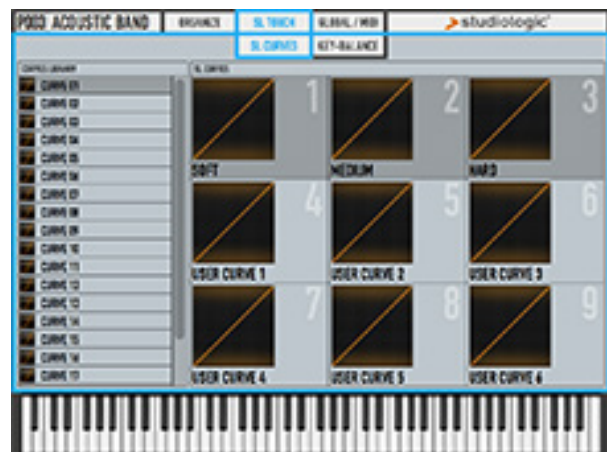 P003 ACOUSTIC BAND ORGANIZE SL TOUCH GLOBAL / MIDI studiologic
SL CURVES KEY-BALANCE
CURVES LIBRARY SL CURVES
CURVE 01
CURVE 02
CURVE 03
CURVE 04
CURVE 05
CURVE 06
CURVE 07
CURVE 08
CURVE 09
CURVE 10
CURVE 11
CURVE 12
CURVE 13
CURVE 14
CURVE 15
CURVE 16
CURVE 17
1 2 3
SOFT MEDIUM HARD
4 5 6
USER CURVE 1 USER CURVE 2 USER CURVE 3
7 8 9
USER CURVE 4 USER CURVE 5 USER CURVE 6